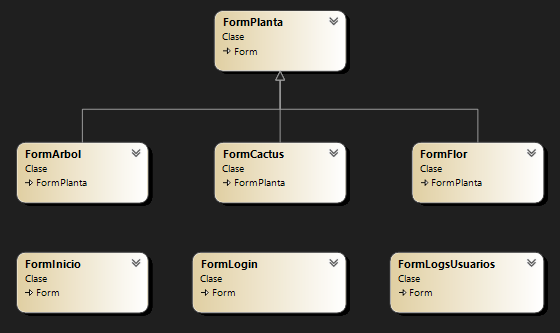 FormPlanta
Clase
Form
FormArbol
Clase
FormPlanta
FormCactus
Clase
FormPlanta
FormFlor
Clase
FormPlanta
FormInicio
Clase
Form
FormLogin
Clase
Form
FormLogsUsuarios
Clase
Form